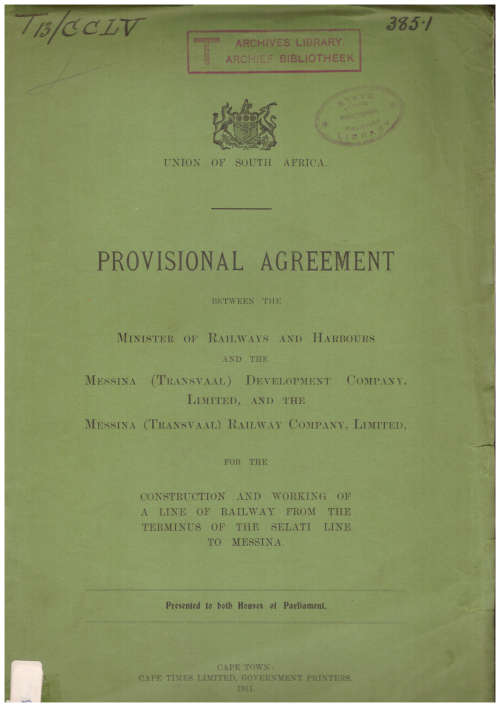 T13/CCLV
385·1
T ARCHIVES LIBRARY
ARCHIEF BIBLIOTHEEK
STATE
LIBRARY
UNION OF SOUTH AFRICA.
PROVISIONAL AGREEMENT
BETWEEN THE
MINISTER OF RAILWAYS AND HARBOURS
AND THE
MESSINA (TRANSVAAL) DEVELOPMENT COMPANY,
LIMITED, AND THE
MESSINA (TRANSVAAL) RAILWAY COMPANY, LIMITED,
FOR THE
CONSTRUCTION AND WORKING OF
A LINE OF RAILWAY FROM THE
TERMINUS OF THE SELATI LINE
TO MESSINA.
Presented to both Houses of Parliament.
CAPE TOWN:
CAPE TIMES LIMITED, GOVERNMENT PRINTERS.
1911